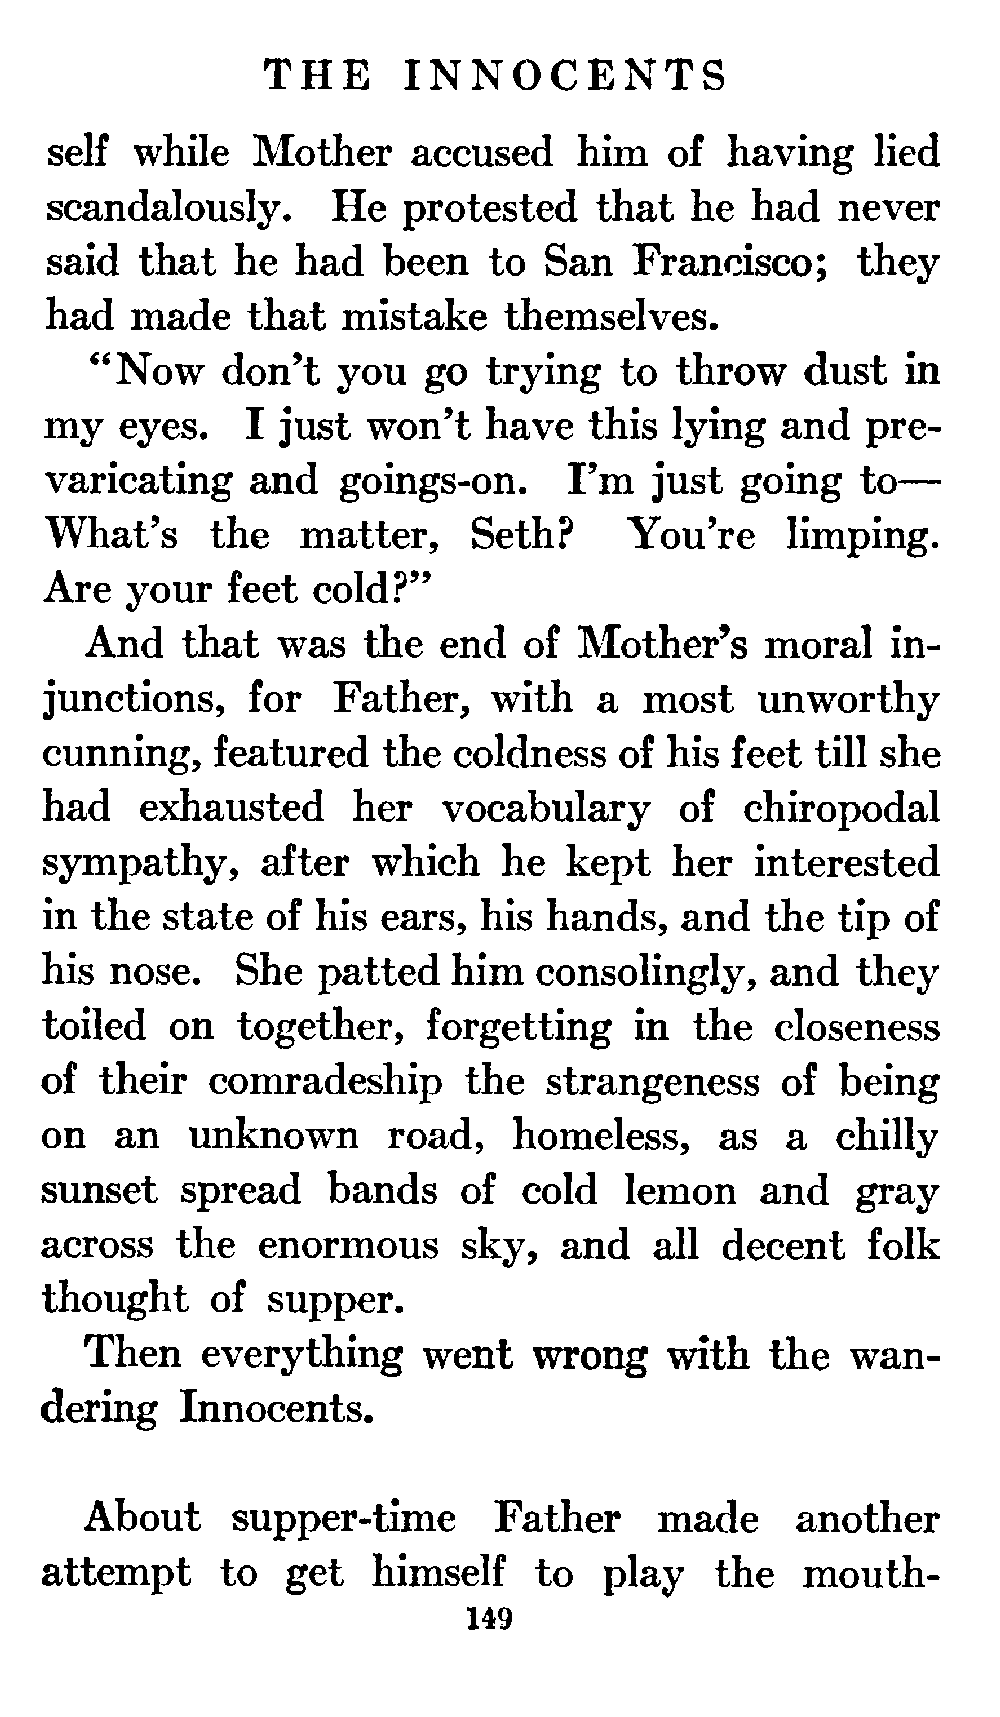 THE INNOCENTS
self while Mother accused him of having lied
scandalously. He protested that he had never
said that he had been to San Francisco; they
had made that mistake themselves.
“Now don’t you go trying to throw dust in
my eyes. I just won’t have this lying and pre-
varicating and goings-on. I’m just going to—
What’s the matter, Seth? You’re limping.
Are your feet cold?”
And that was the end of Mother’s moral in-
junctions, for Father, with a most unworthy
cunning, featured the coldness of his feet till she
had exhausted her vocabulary of chiropodal
sympathy, after which he kept her interested
in the state of his ears, his hands, and the tip of
his nose. She patted him consolingly, and they
toiled on together, forgetting in the closeness
of their comradeship the strangeness of being
on an unknown road, homeless, as a chilly
sunset spread bands of cold lemon and gray
across the enormous sky, and all decent folk
thought of supper.
Then everything went wrong with the wan-
dering Innocents.
About supper-time Father made another
attempt to get himself to play the mouth-
149